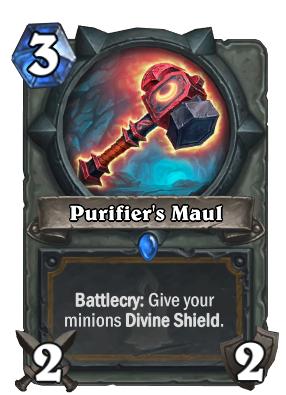 3
Purifier's Maul
Battlecry: Give your
minions Divine Shield.
2 2